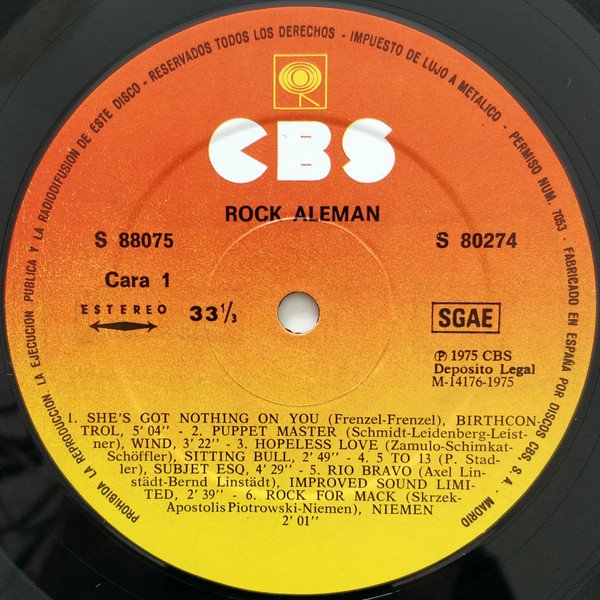 PROHIBIDA LA REPRODUCCION LA EJECUCION PUBLICA Y LA RADIODIFUSION DE ESTE DISCO - RESERVADOS TODOS LOS DERECHOS - IMPUESTO DE LUJO A METALICO - PERMISO NUM. 7053 - FABRICADO EN ESPAÑA POR DISCOS CBS, S. A. - MADRID
CBS
ROCK ALEMAN
S 88075 S 80274
Cara 1
ESTEREO 33 1/3 SGAE
℗ 1975 CBS
Deposito Legal
M-14176-1975
1. SHE'S GOT NOTHING ON YOU (Frenzel-Frenzel), BIRTHCON-
TROL, 5' 04" - 2. PUPPET MASTER (Schmidt-Leidenberg-Leist-
ner), WIND, 3' 22" - 3. HOPELESS LOVE (Zamulo-Schimkat-
Schöffler), SITTING BULL, 2' 49" - 4. 5 TO 13 (P. Stad-
ler), SUBJET ESQ, 4' 29" - 5. RIO BRAVO (Axel Lin-
städt-Bernd Linstädt), IMPROVED SOUND LIMI-
TED, 2' 39" - 6. ROCK FOR MACK (Skrzek-
Apostolis Piotrowski-Niemen), NIEMEN
2' 01"